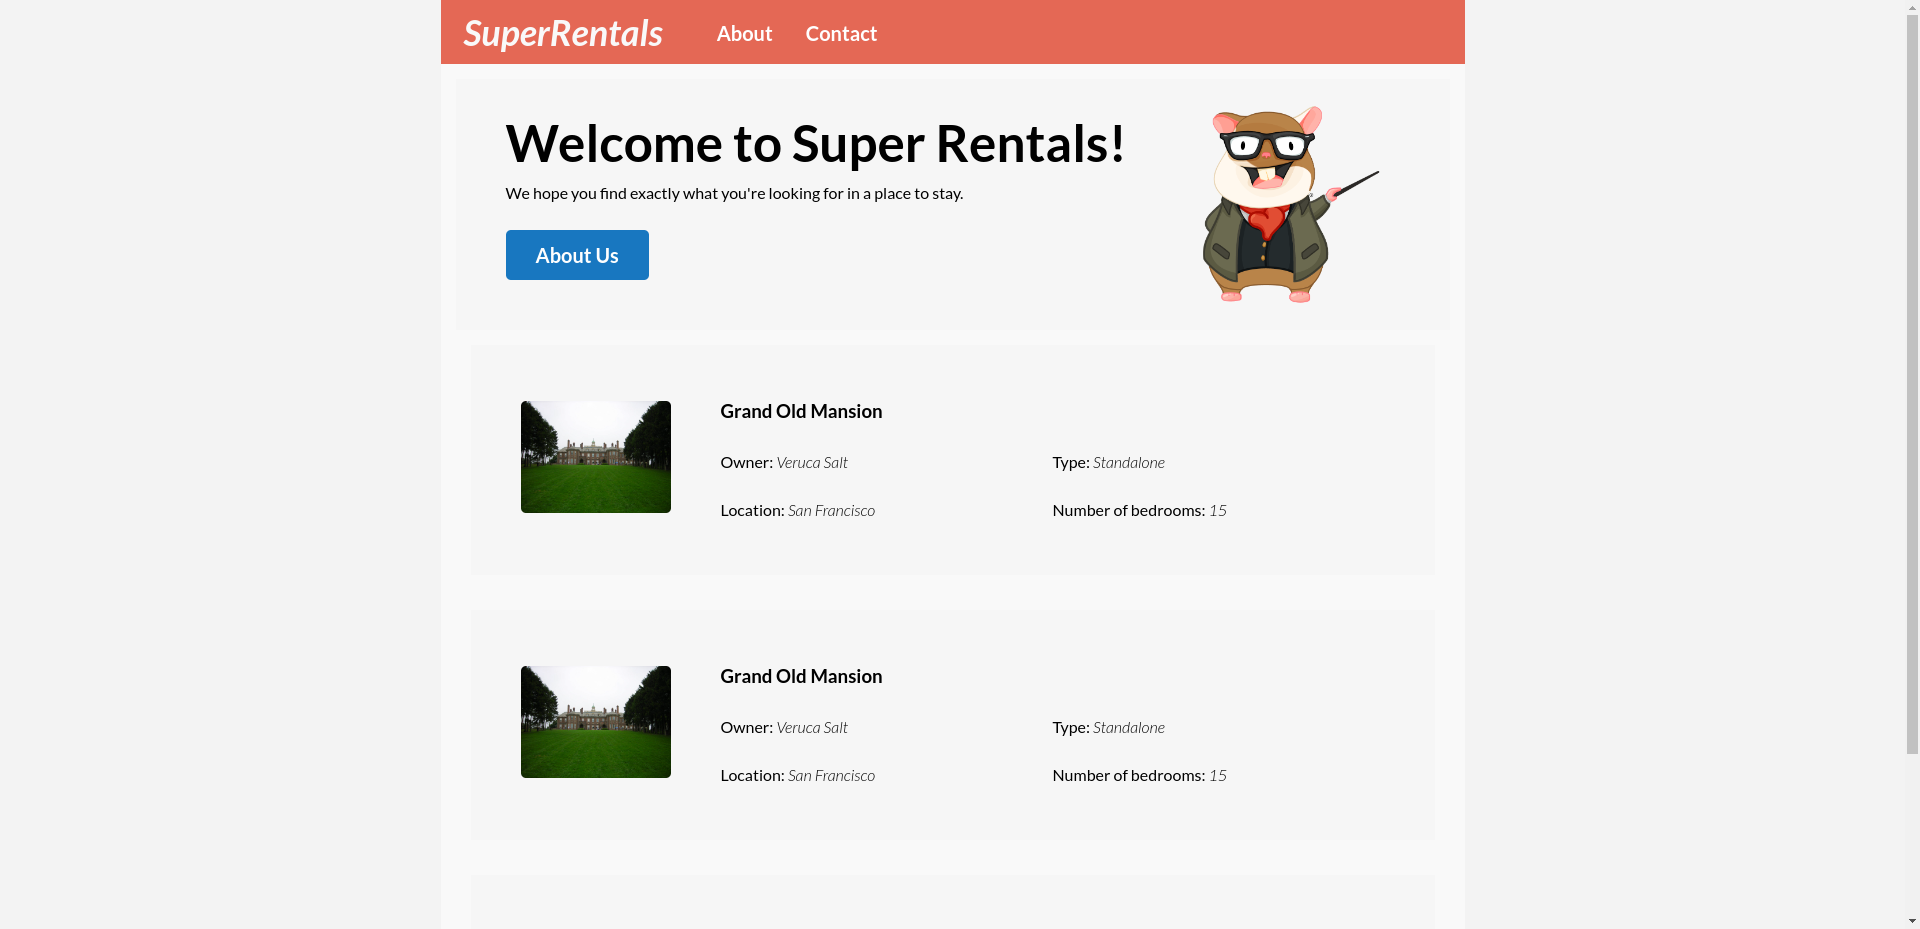 SuperRentals About Contact
Welcome to Super Rentals!
We hope you find exactly what you're looking for in a place to stay.
About Us
Grand Old Mansion
Owner: Veruca Salt Type: Standalone
Location: San Francisco Number of bedrooms: 15
Grand Old Mansion
Owner: Veruca Salt Type: Standalone
Location: San Francisco Number of bedrooms: 15